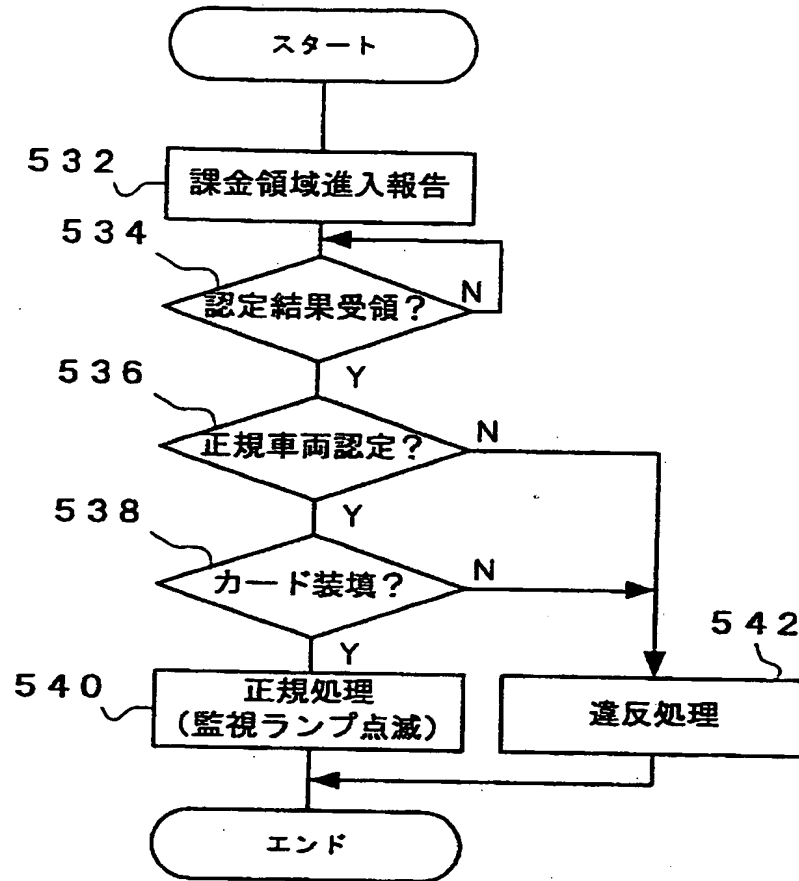 スタート
532
課金領域進入報告
534
認定結果受領?
N
Y
536
正規車両認定?
N
Y
538
カード装填?
N
Y
540
正規処理
(監視ランプ点滅)
542
違反処理
エンド